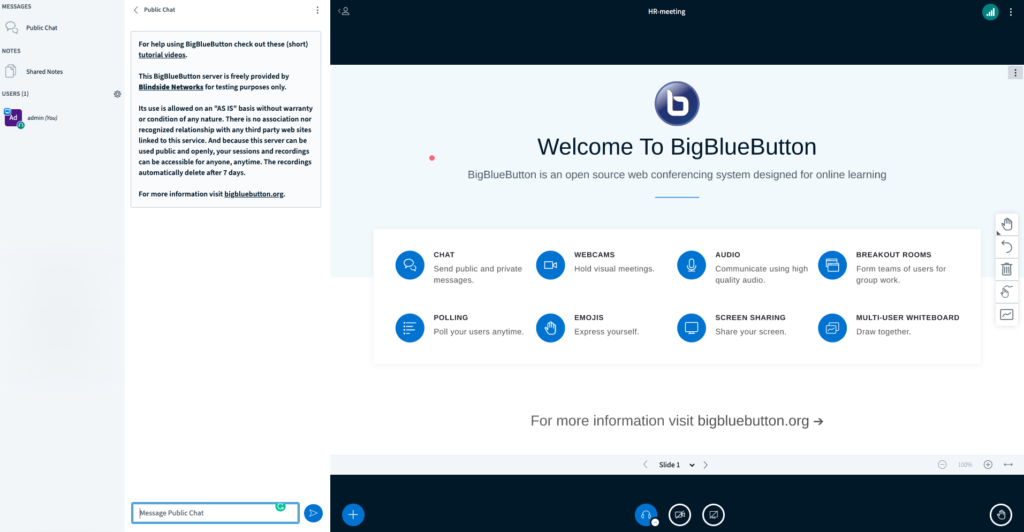 MESSAGES
Public Chat
NOTES
Shared Notes
USERS (1)
Ad
admin (You)
Public Chat
For help using BigBlueButton check out these (short)
tutorial videos.
This BigBlueButton server is freely provided by
Blindside Networks for testing purposes only.
Its use is allowed on an "AS IS" basis without warranty
or condition of any nature. There is no association nor
recognized relationship with any third party web sites
linked to this service. And because this server can be
used public and openly, your sessions and recordings
can be accessible for anyone, anytime. The recordings
automatically delete after 7 days.
For more information visit bigbluebutton.org.
Message Public Chat
HR-meeting
b
Welcome To BigBlueButton
BigBlueButton is an open source web conferencing system designed for online learning
CHAT
Send public and private
messages.
WEBCAMS
Hold visual meetings.
AUDIO
Communicate using high
quality audio.
BREAKOUT ROOMS
Form teams of users for
group work.
POLLING
Poll your users anytime.
EMOJIS
Express yourself.
SCREEN SHARING
Share your screen.
MULTI-USER WHITEBOARD
Draw together.
For more information visit bigbluebutton.org ➔
Slide 1
100%